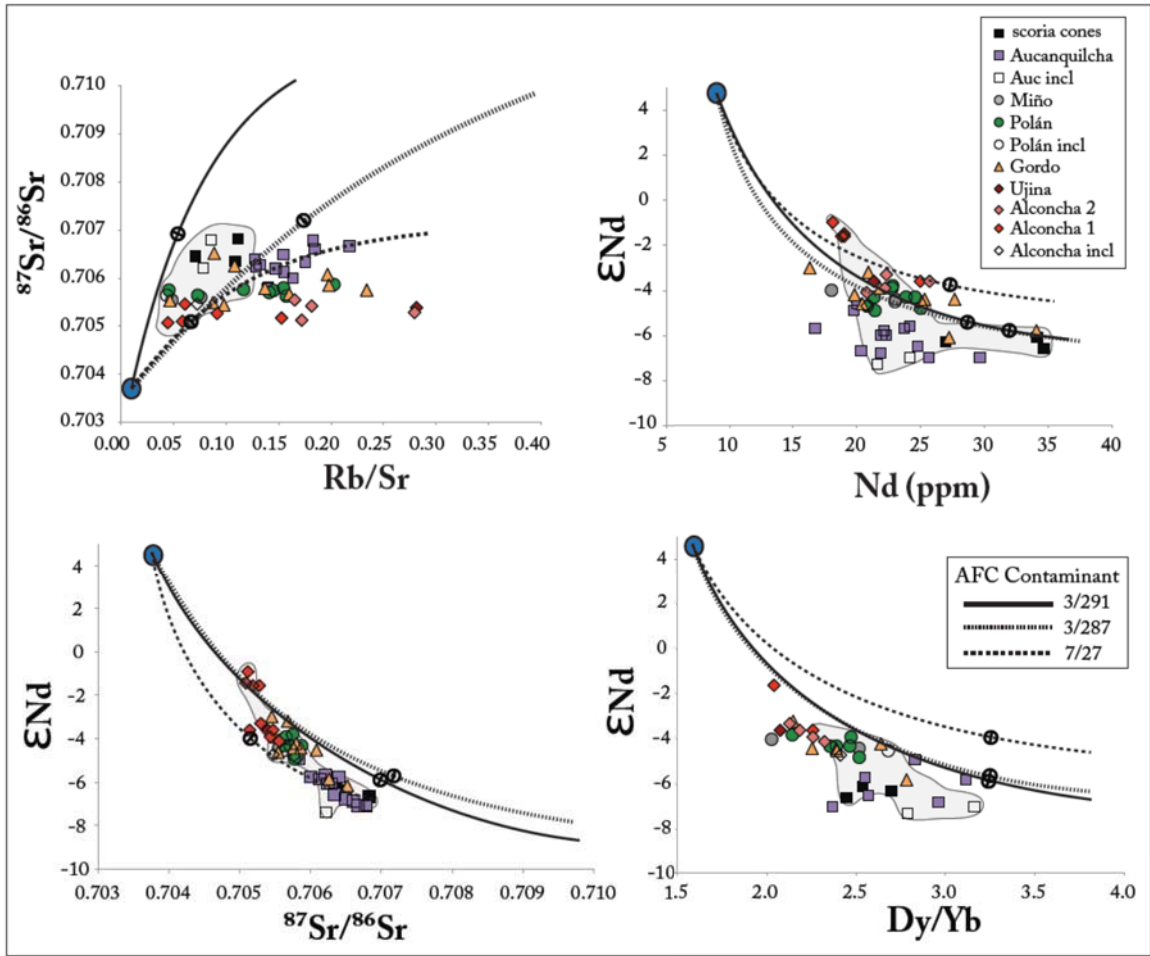 0.710
0.709
0.708
0.707
0.706
0.705
0.704
0.703
⁸⁷Sr/⁸⁶Sr
0.00 0.05 0.10 0.15 0.20 0.25 0.30 0.35 0.40
Rb/Sr
4
2
0
-2
-4
-6
-8
-10
εNd
5 10 15 20 25 30 35 40
Nd (ppm)
scoria cones
Aucanquilcha
Auc incl
Miño
Polán
Polán incl
Gordo
Ujina
Alconcha 2
Alconcha 1
Alconcha incl
4
2
0
-2
-4
-6
-8
-10
εNd
0.703 0.704 0.705 0.706 0.707 0.708 0.709 0.710
⁸⁷Sr/⁸⁶Sr
4
2
0
-2
-4
-6
-8
-10
εNd
1.5 2.0 2.5 3.0 3.5 4.0
Dy/Yb
AFC Contaminant
3/291
3/287
7/27